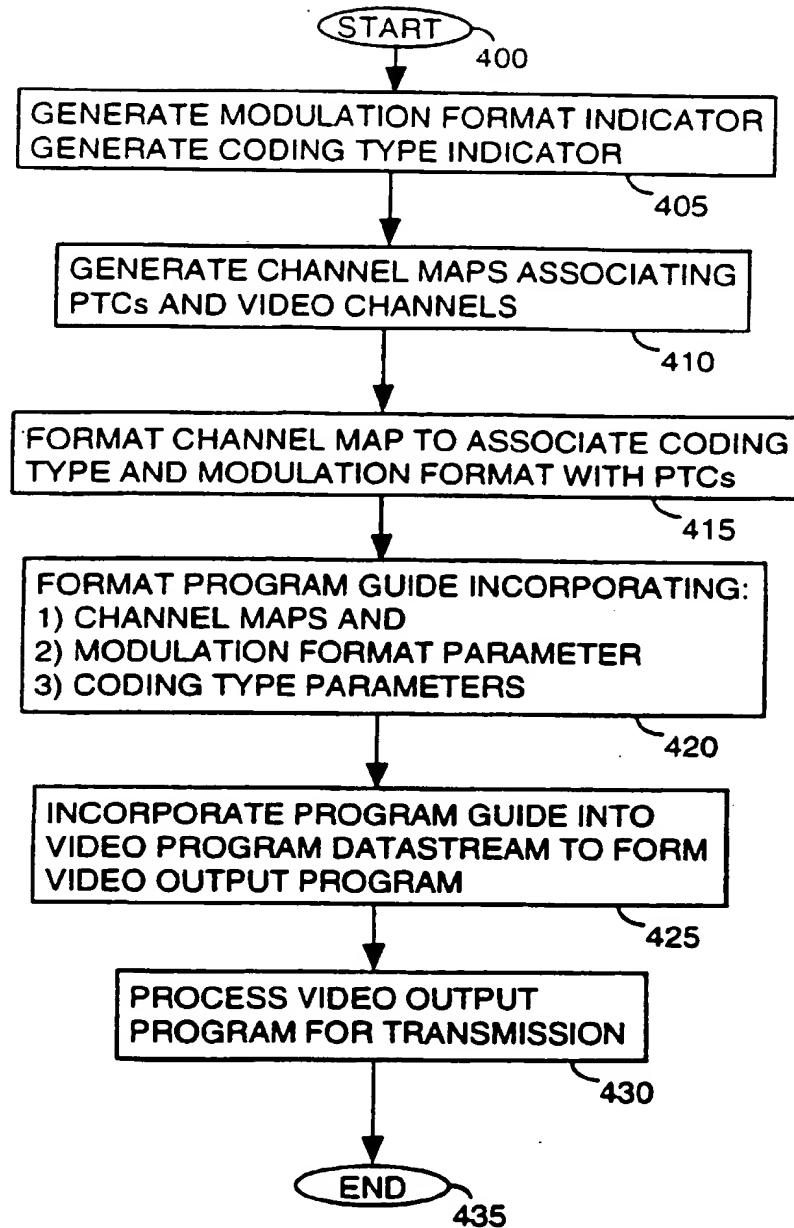 START
400
GENERATE MODULATION FORMAT INDICATOR
GENERATE CODING TYPE INDICATOR
405
GENERATE CHANNEL MAPS ASSOCIATING
PTCs AND VIDEO CHANNELS
410
FORMAT CHANNEL MAP TO ASSOCIATE CODING
TYPE AND MODULATION FORMAT WITH PTCs
415
FORMAT PROGRAM GUIDE INCORPORATING:
1) CHANNEL MAPS AND
2) MODULATION FORMAT PARAMETER
3) CODING TYPE PARAMETERS
420
INCORPORATE PROGRAM GUIDE INTO
VIDEO PROGRAM DATASTREAM TO FORM
VIDEO OUTPUT PROGRAM
425
PROCESS VIDEO OUTPUT
PROGRAM FOR TRANSMISSION
430
END
435